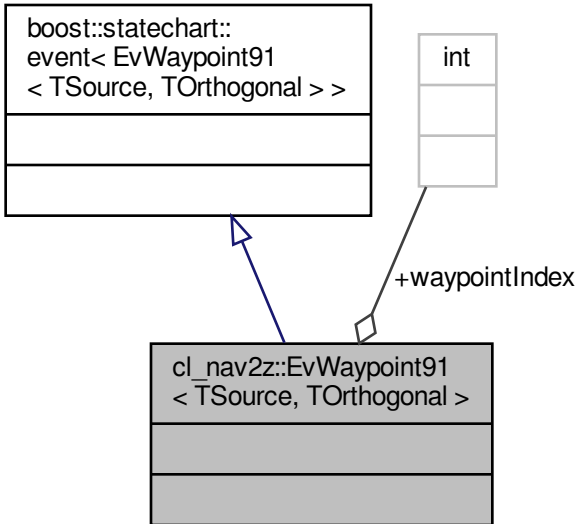 boost::statechart::
event< EvWaypoint91
< TSource, TOrthogonal > >
int
+waypointIndex
cl_nav2z::EvWaypoint91
< TSource, TOrthogonal >